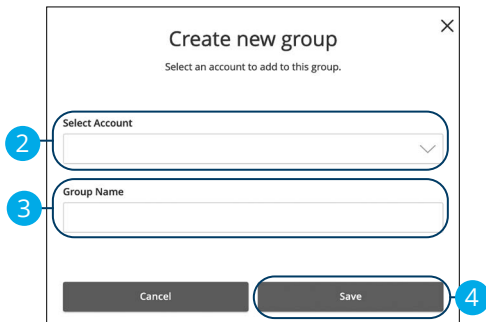 Create new group
Select an account to add to this group.
Select Account
2
Group Name
3
Cancel
Save
4